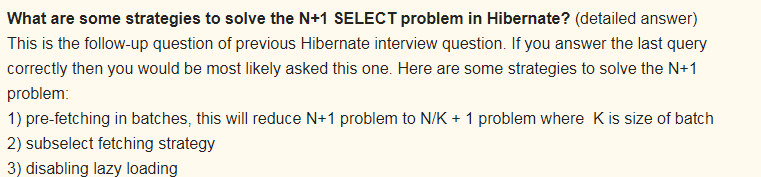 What are some strategies to solve the N+1 SELECT problem in Hibernate? (detailed answer)
This is the follow-up question of previous Hibernate interview question. If you answer the last query
correctly then you would be most likely asked this one. Here are some strategies to solve the N+1
problem:
1) pre-fetching in batches, this will reduce N+1 problem to N/K + 1 problem where  K is size of batch
2) subselect fetching strategy
3) disabling lazy loading